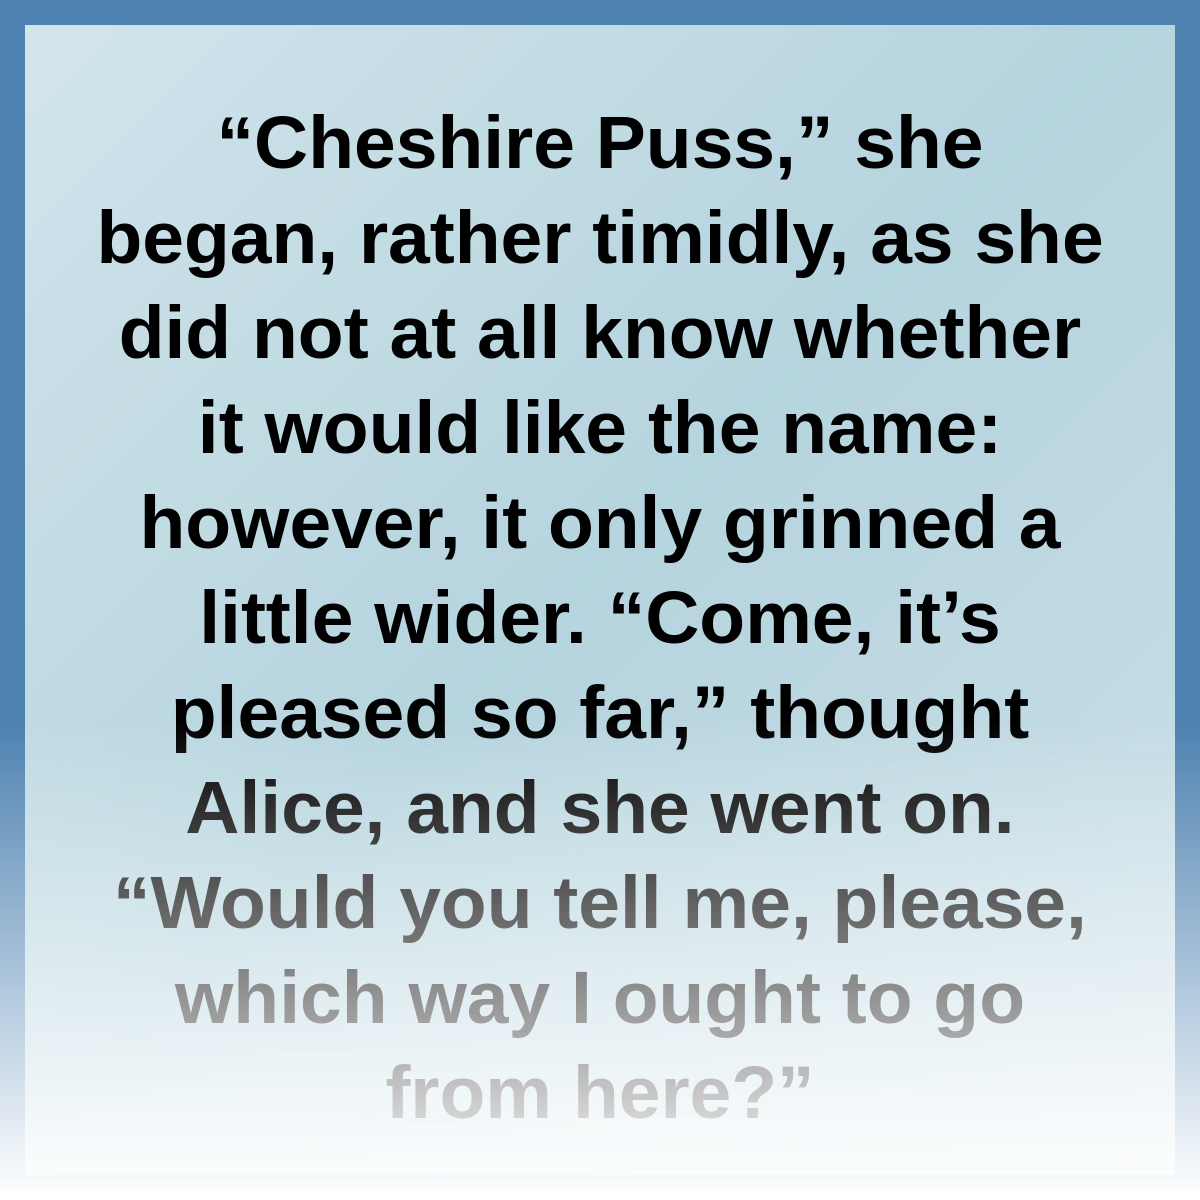 “Cheshire Puss,” she
began, rather timidly, as she
did not at all know whether
it would like the name:
however, it only grinned a
little wider. “Come, it’s
pleased so far,” thought
Alice, and she went on.
“Would you tell me, please,
which way I ought to go
from here?”